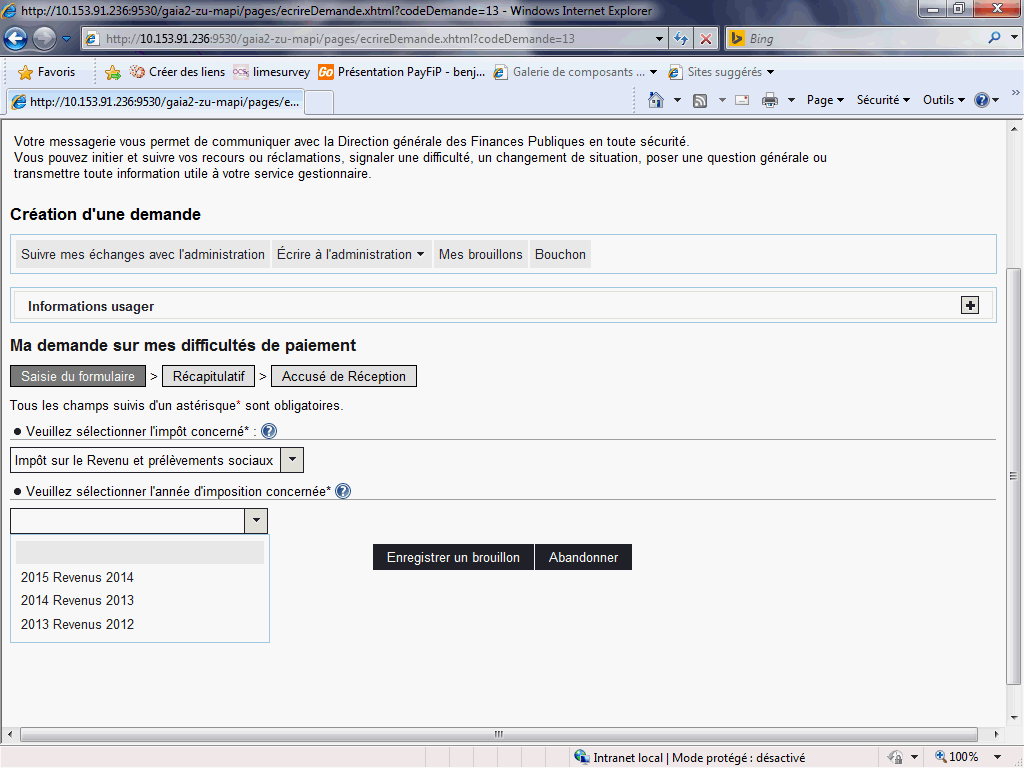 http://10.153.91.236:9530/gaia2-zu-mapi/pages/ecrireDemande.xhtml?codeDemande=13 - Windows Internet Explorer
http://10.153.91.236:9530/gaia2-zu-mapi/pages/ecrireDemande.xhtml?codeDemande=13
Bing
Favoris
Créer des liens
limesurvey
Go Présentation PayFiP - benj...
Galerie de composants ...
Sites suggérés
http://10.153.91.236:9530/gaia2-zu-mapi/pages/e...
Page
Sécurité
Outils
Votre messagerie vous permet de communiquer avec la Direction générale des Finances Publiques en toute sécurité.
Vous pouvez initier et suivre vos recours ou réclamations, signaler une difficulté, un changement de situation, poser une question générale ou
transmettre toute information utile à votre service gestionnaire.
Création d'une demande
Suivre mes échanges avec l'administration
Écrire à l'administration
Mes brouillons
Bouchon
Informations usager
Ma demande sur mes difficultés de paiement
Saisie du formulaire > Récapitulatif > Accusé de Réception
Tous les champs suivis d'un astérisque* sont obligatoires.
● Veuillez sélectionner l'impôt concerné* :
Impôt sur le Revenu et prélèvements sociaux
● Veuillez sélectionner l'année d'imposition concernée*
Enregistrer un brouillon
Abandonner
2015 Revenus 2014
2014 Revenus 2013
2013 Revenus 2012
Intranet local | Mode protégé : désactivé
100%